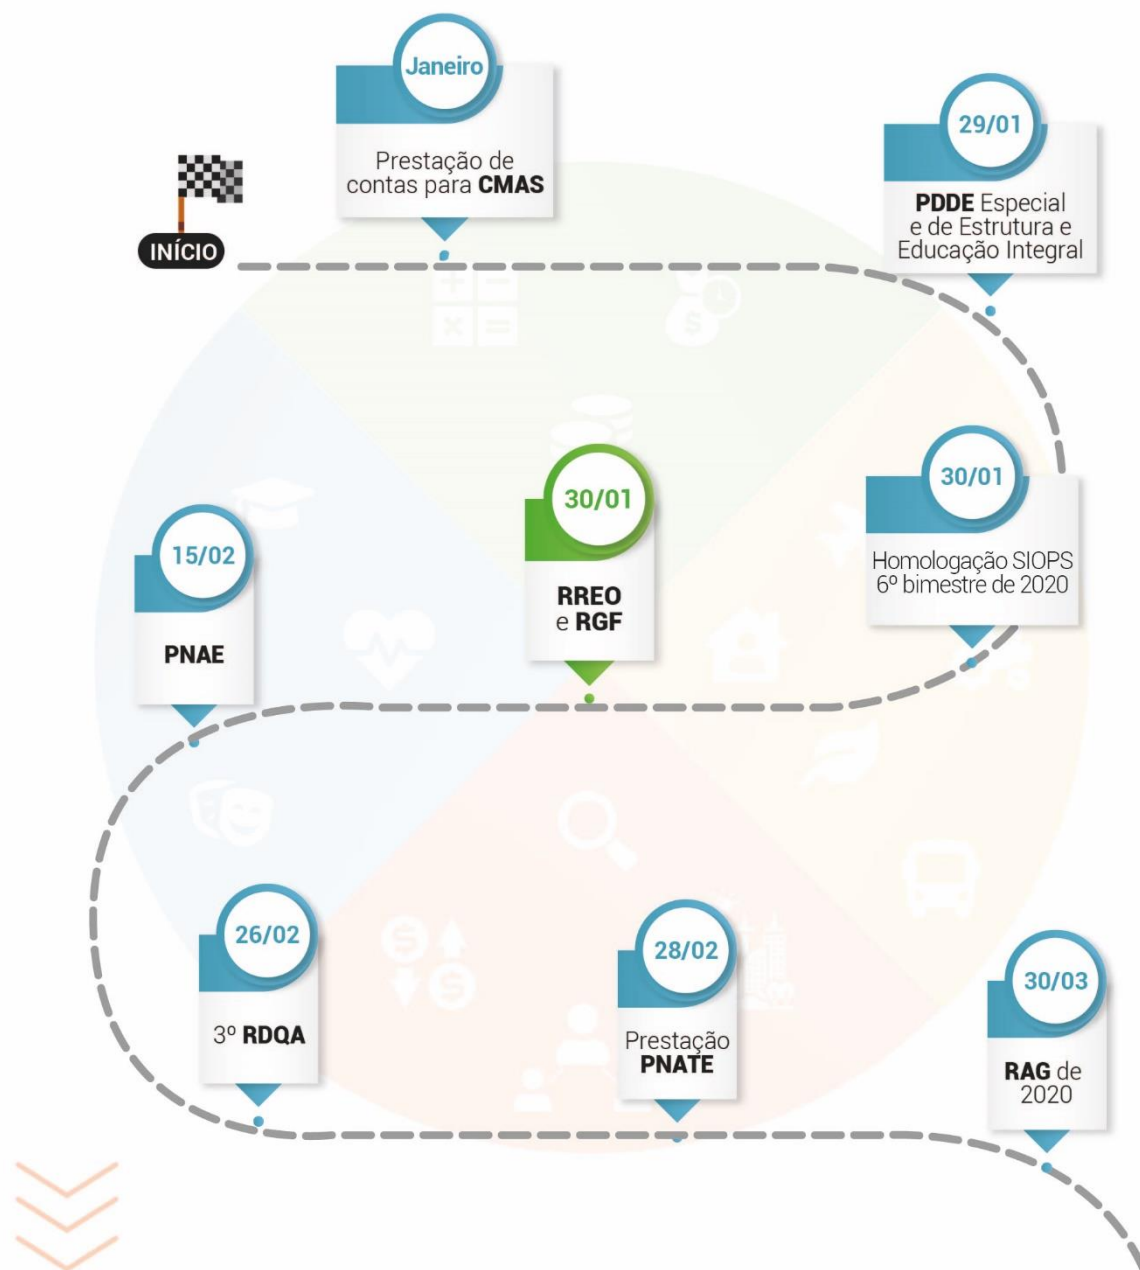 Janeiro
Prestação de
contas para CMAS
29/01
PDDE Especial
e de Estrutura e
Educação Integral
INÍCIO
30/01
Homologação SIOPS
6º bimestre de 2020
30/01
RREO
e RGF
15/02
PNAE
26/02
3º RDQA
28/02
Prestação
PNATE
30/03
RAG de
2020